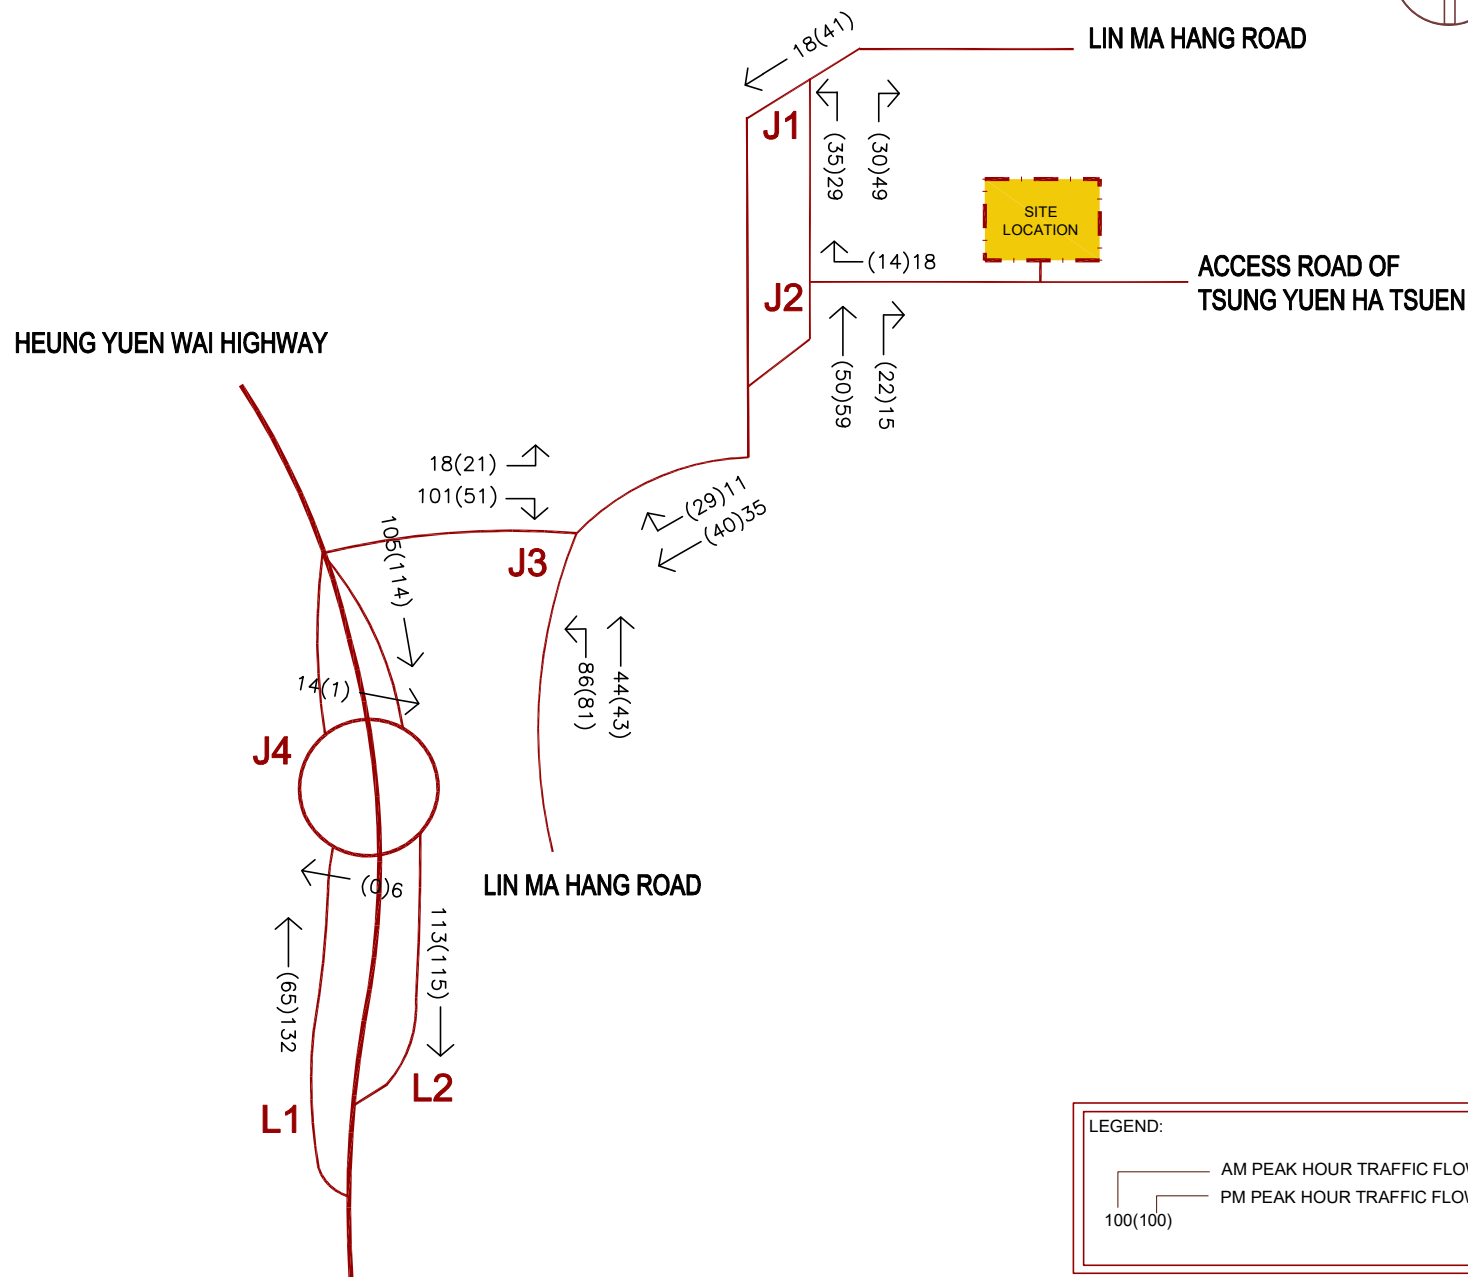 18(41)
LIN MA HANG ROAD
J1
(35)29
(30)49
SITE
LOCATION
(14)18
ACCESS ROAD OF
TSUNG YUEN HA TSUEN
J2
HEUNG YUEN WAI HIGHWAY
(50)59
(22)15
18(21)
101(51)
(29)11
(40)35
105(114)
J3
14(1)
86(81)
44(43)
J4
(0)6
LIN MA HANG ROAD
113(115)
(65)132
L2
L1
LEGEND:
AM PEAK HOUR TRAFFIC FLOW
PM PEAK HOUR TRAFFIC FLOW
100(100)